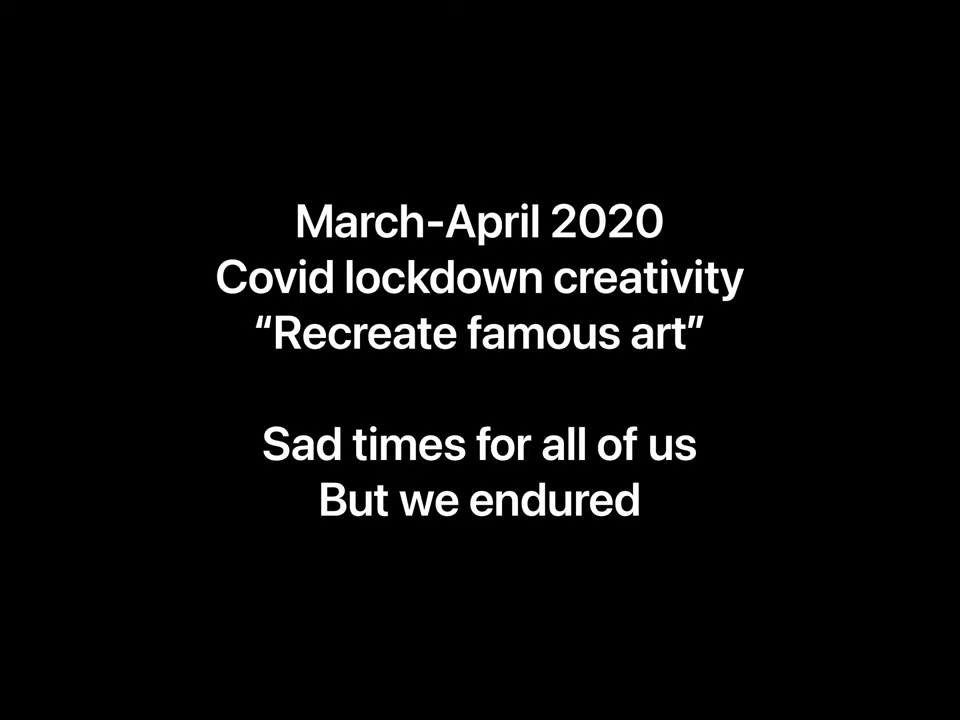 March-April 2020
Covid lockdown creativity
“Recreate famous art”
Sad times for all of us
But we endured